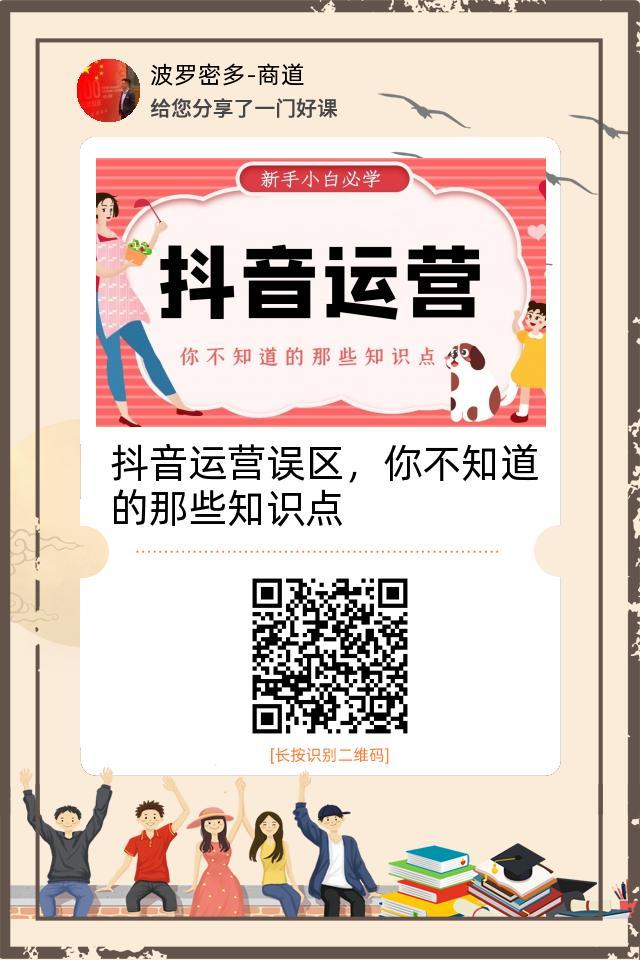 波罗密多-商道
给您分享了一门好课
新手小白必学
抖音运营
你不知道的那些知识点
抖音运营误区，你不知道
的那些知识点
[长按识别二维码]